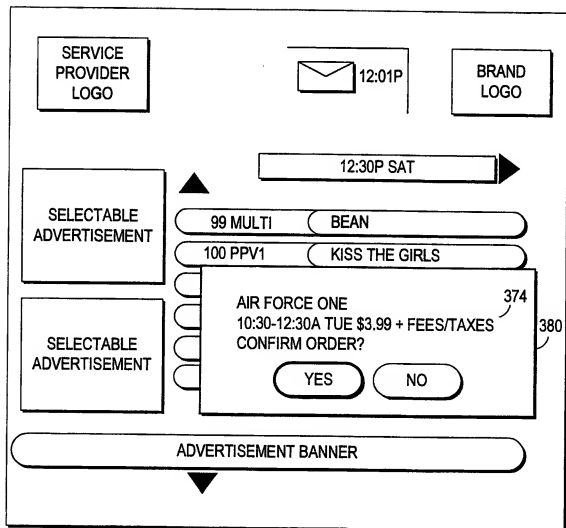 SERVICE
PROVIDER
LOGO
12:01P
BRAND
LOGO
12:30P SAT
SELECTABLE
ADVERTISEMENT
99 MULTI BEAN
100 PPV1 KISS THE GIRLS
SELECTABLE
ADVERTISEMENT
AIR FORCE ONE
10:30-12:30A TUE $3.99 + FEES/TAXES
CONFIRM ORDER?
YES NO
374
380
ADVERTISEMENT BANNER